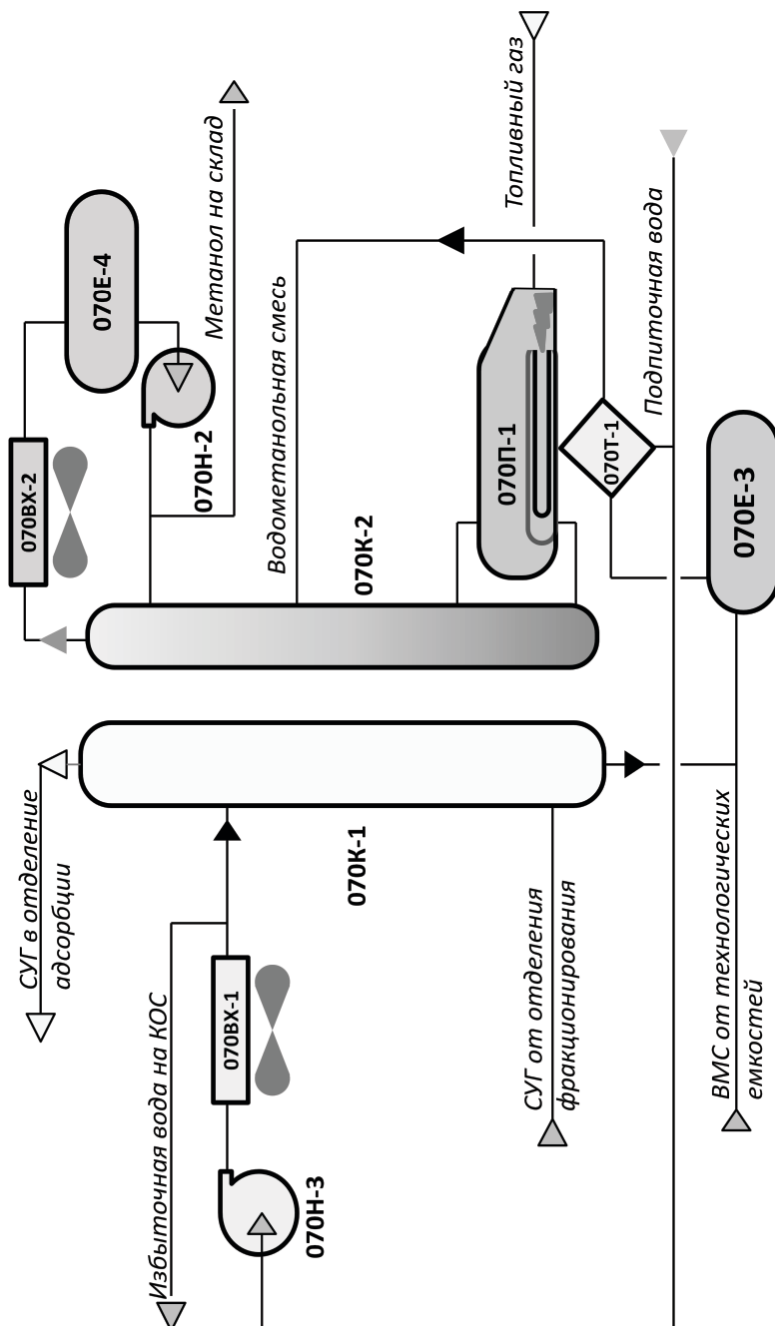 070ВХ-2
070Е-4
070Н-2
Метанол на склад
Топливный газ
Водометанольная смесь
070К-2
070П-1
070Т-1
Подпиточная вода
070Е-3
СУГ в отделение
адсорбции
070К-1
Избыточная вода на КОС
070ВХ-1
070Н-3
СУГ от отделения
фракционирования
ВМС от технологических
емкостей